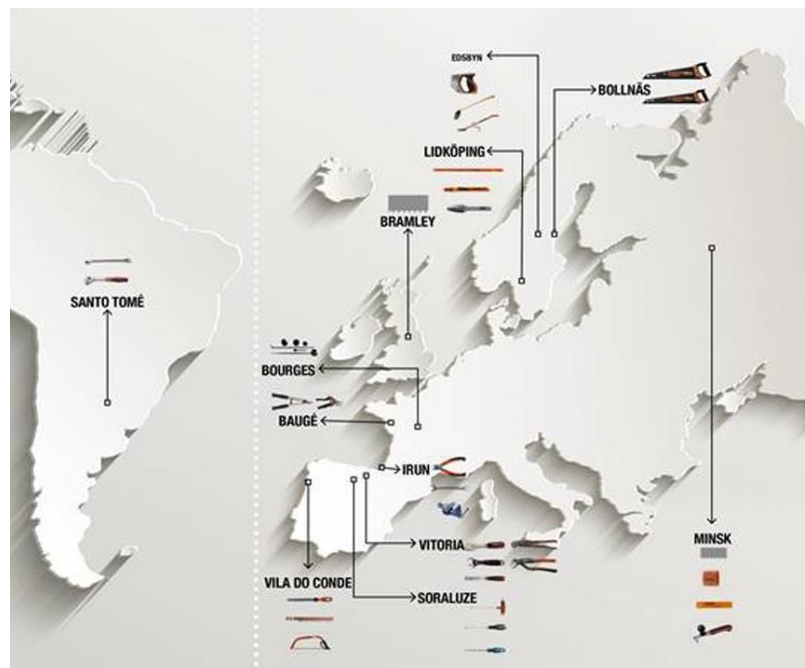 EDSBYN
BOLLNÄS
LIDKÖPING
BRAMLEY
SANTO TOMÉ
BOURGES
BAUGÉ
IRUN
VITORIA
MINSK
VILA DO CONDE
SORALUZE